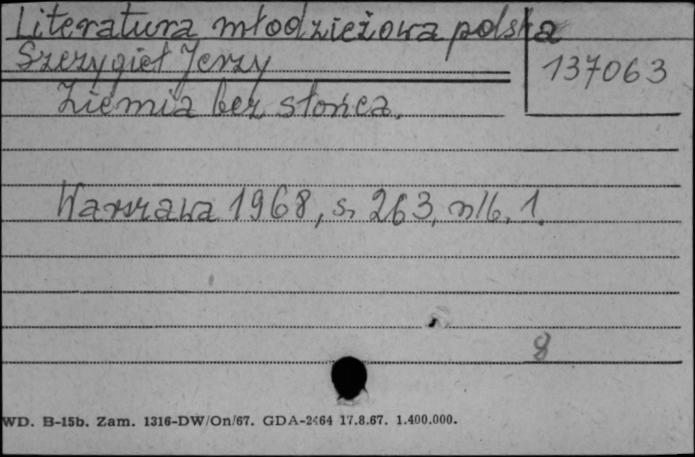 Literatura młodzieżowa polska
Szczygieł Jerzy
137063
Ziemia bez słońca.
Warszawa 1968, s. 263, nlb. 1.
8
WD. B-15b. Zam. 1316-DW/On/67. GDA-2464 17.8.67. 1.400.000.